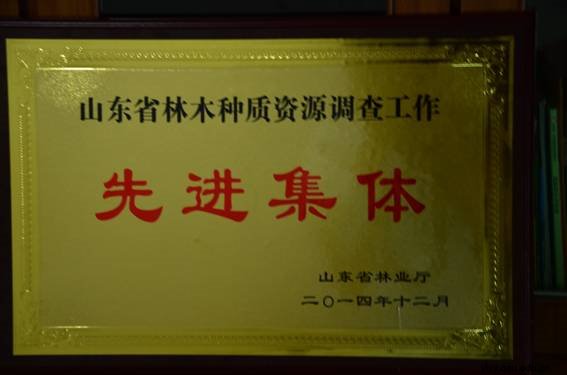 山东省林木种质资源调查工作
先进集体
山东省林业厅
二〇一四年十二月